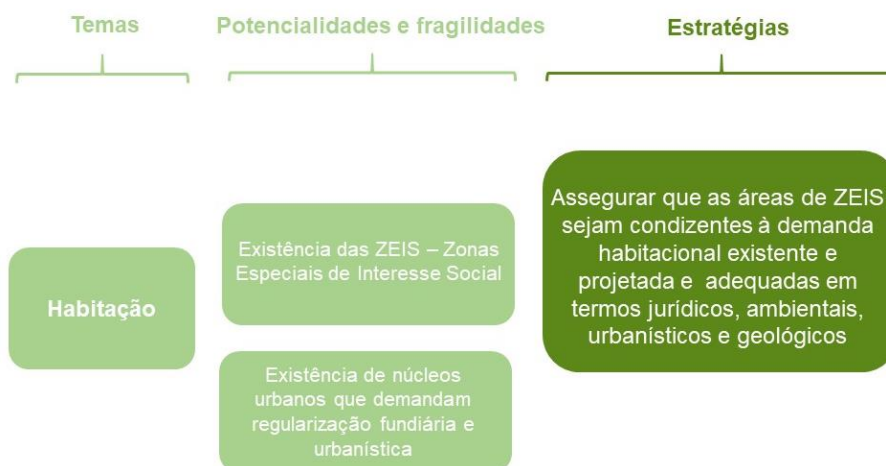 Temas
Potencialidades e fragilidades
Estratégias
Habitação
Existência das ZEIS – Zonas
Especiais de Interesse Social
Existência de núcleos
urbanos que demandam
regularização fundiária e
urbanística
Assegurar que as áreas de ZEIS
sejam condizentes à demanda
habitacional existente e
projetada e adequadas em
termos jurídicos, ambientais,
urbanísticos e geológicos